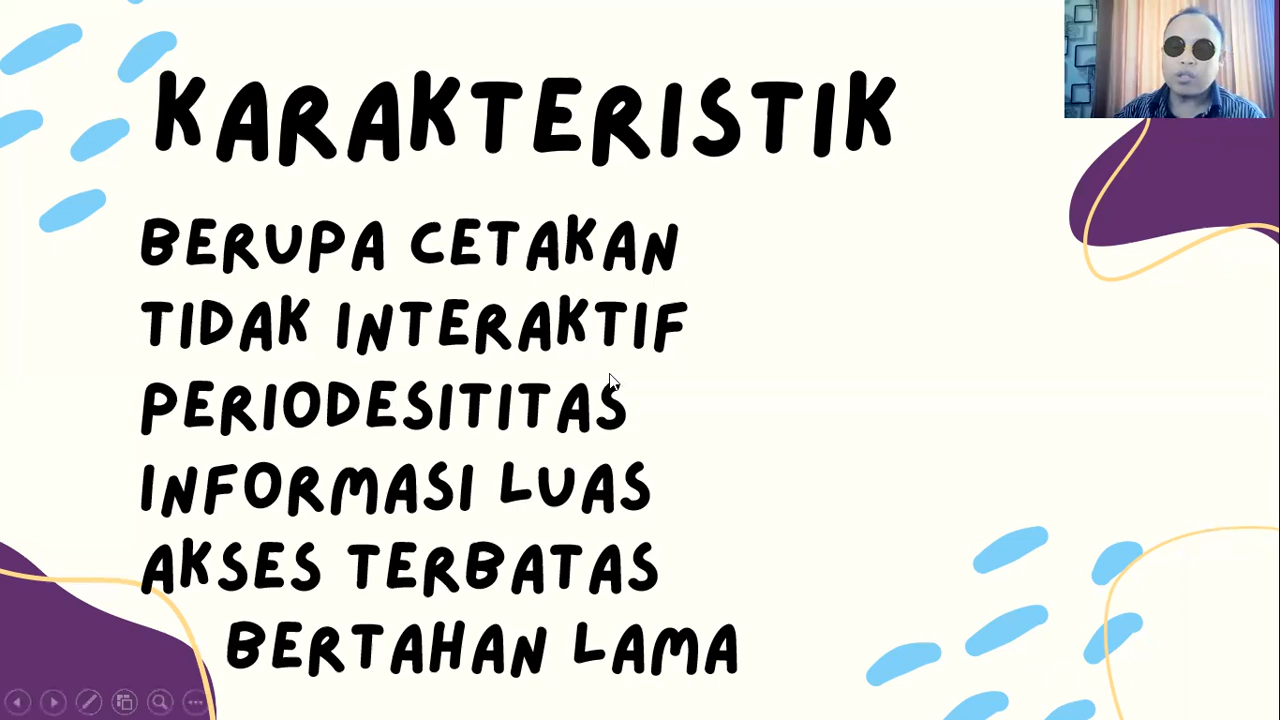 KARAKTERISTIK
BERUPA CETAKAN
TIDAK INTERAKTIF
PERIODESITITAS
INFORMASI LUAS
AKSES TERBATAS
BERTAHAN LAMA